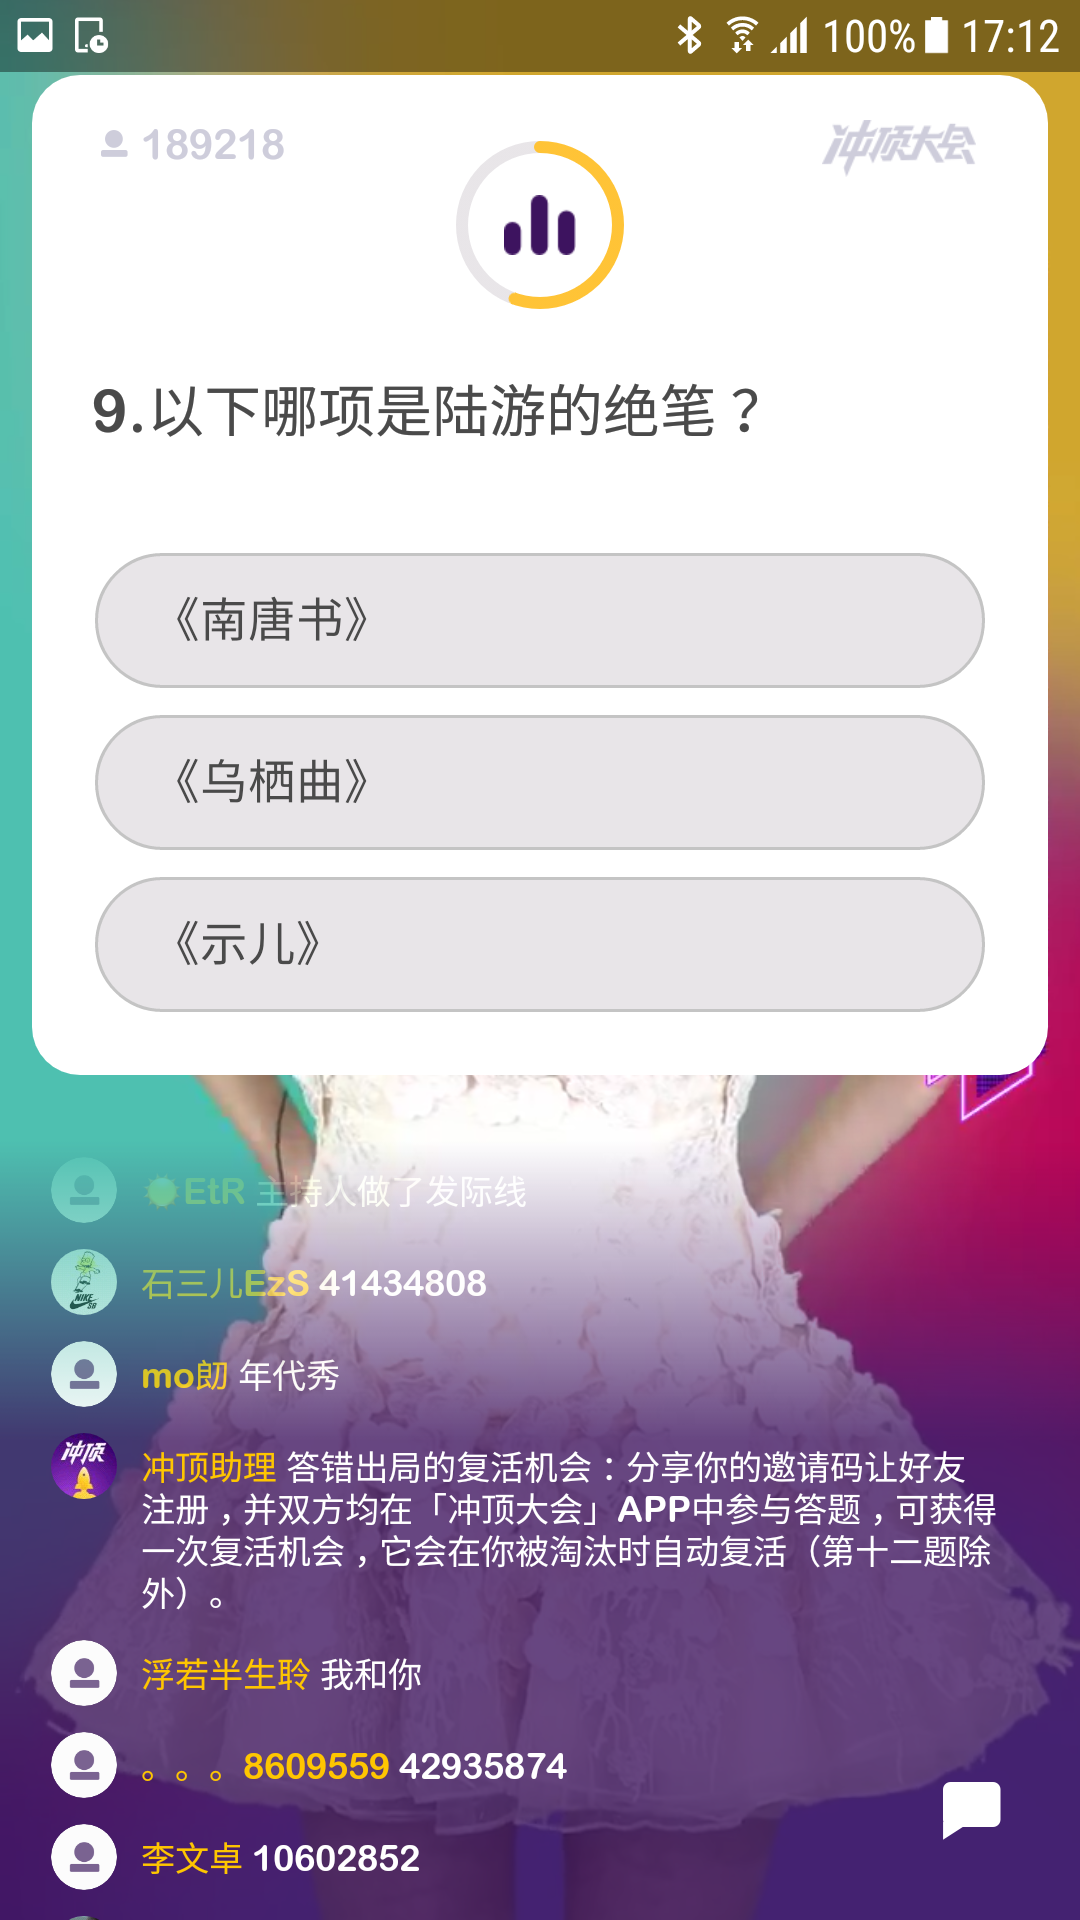 100% 17:12
189218
冲顶大会
9.以下哪项是陆游的绝笔？
《南唐书》
《乌栖曲》
《示儿》
EtR 主持人做了发际线
石三儿EzS 41434808
mo勆 年代秀
冲顶
冲顶助理 答错出局的复活机会：分享你的邀请码让好友
注册，并双方均在「冲顶大会」APP中参与答题，可获得
一次复活机会，它会在你被淘汰时自动复活（第十二题除
外）。
浮若半生聆 我和你
。。。8609559 42935874
李文卓 10602852